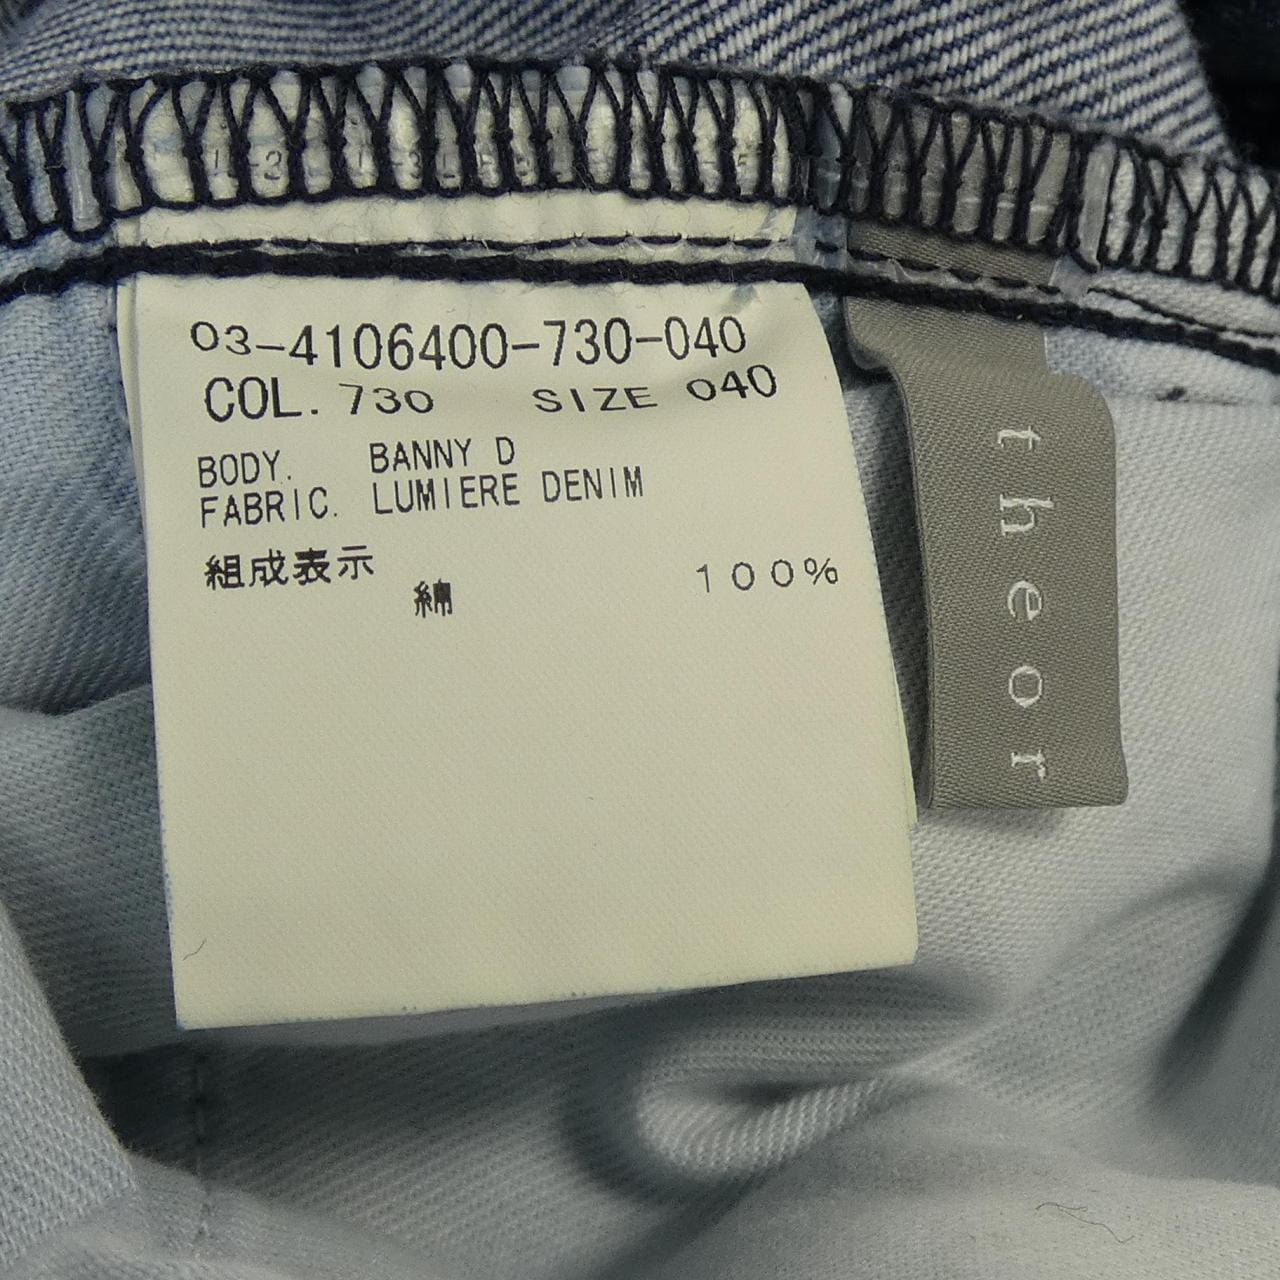 03-4106400-730-040
COL. 730 SIZE 040
BODY. BANNY D
FABRIC. LUMIERE DENIM
組成表示
綿 100%
theor